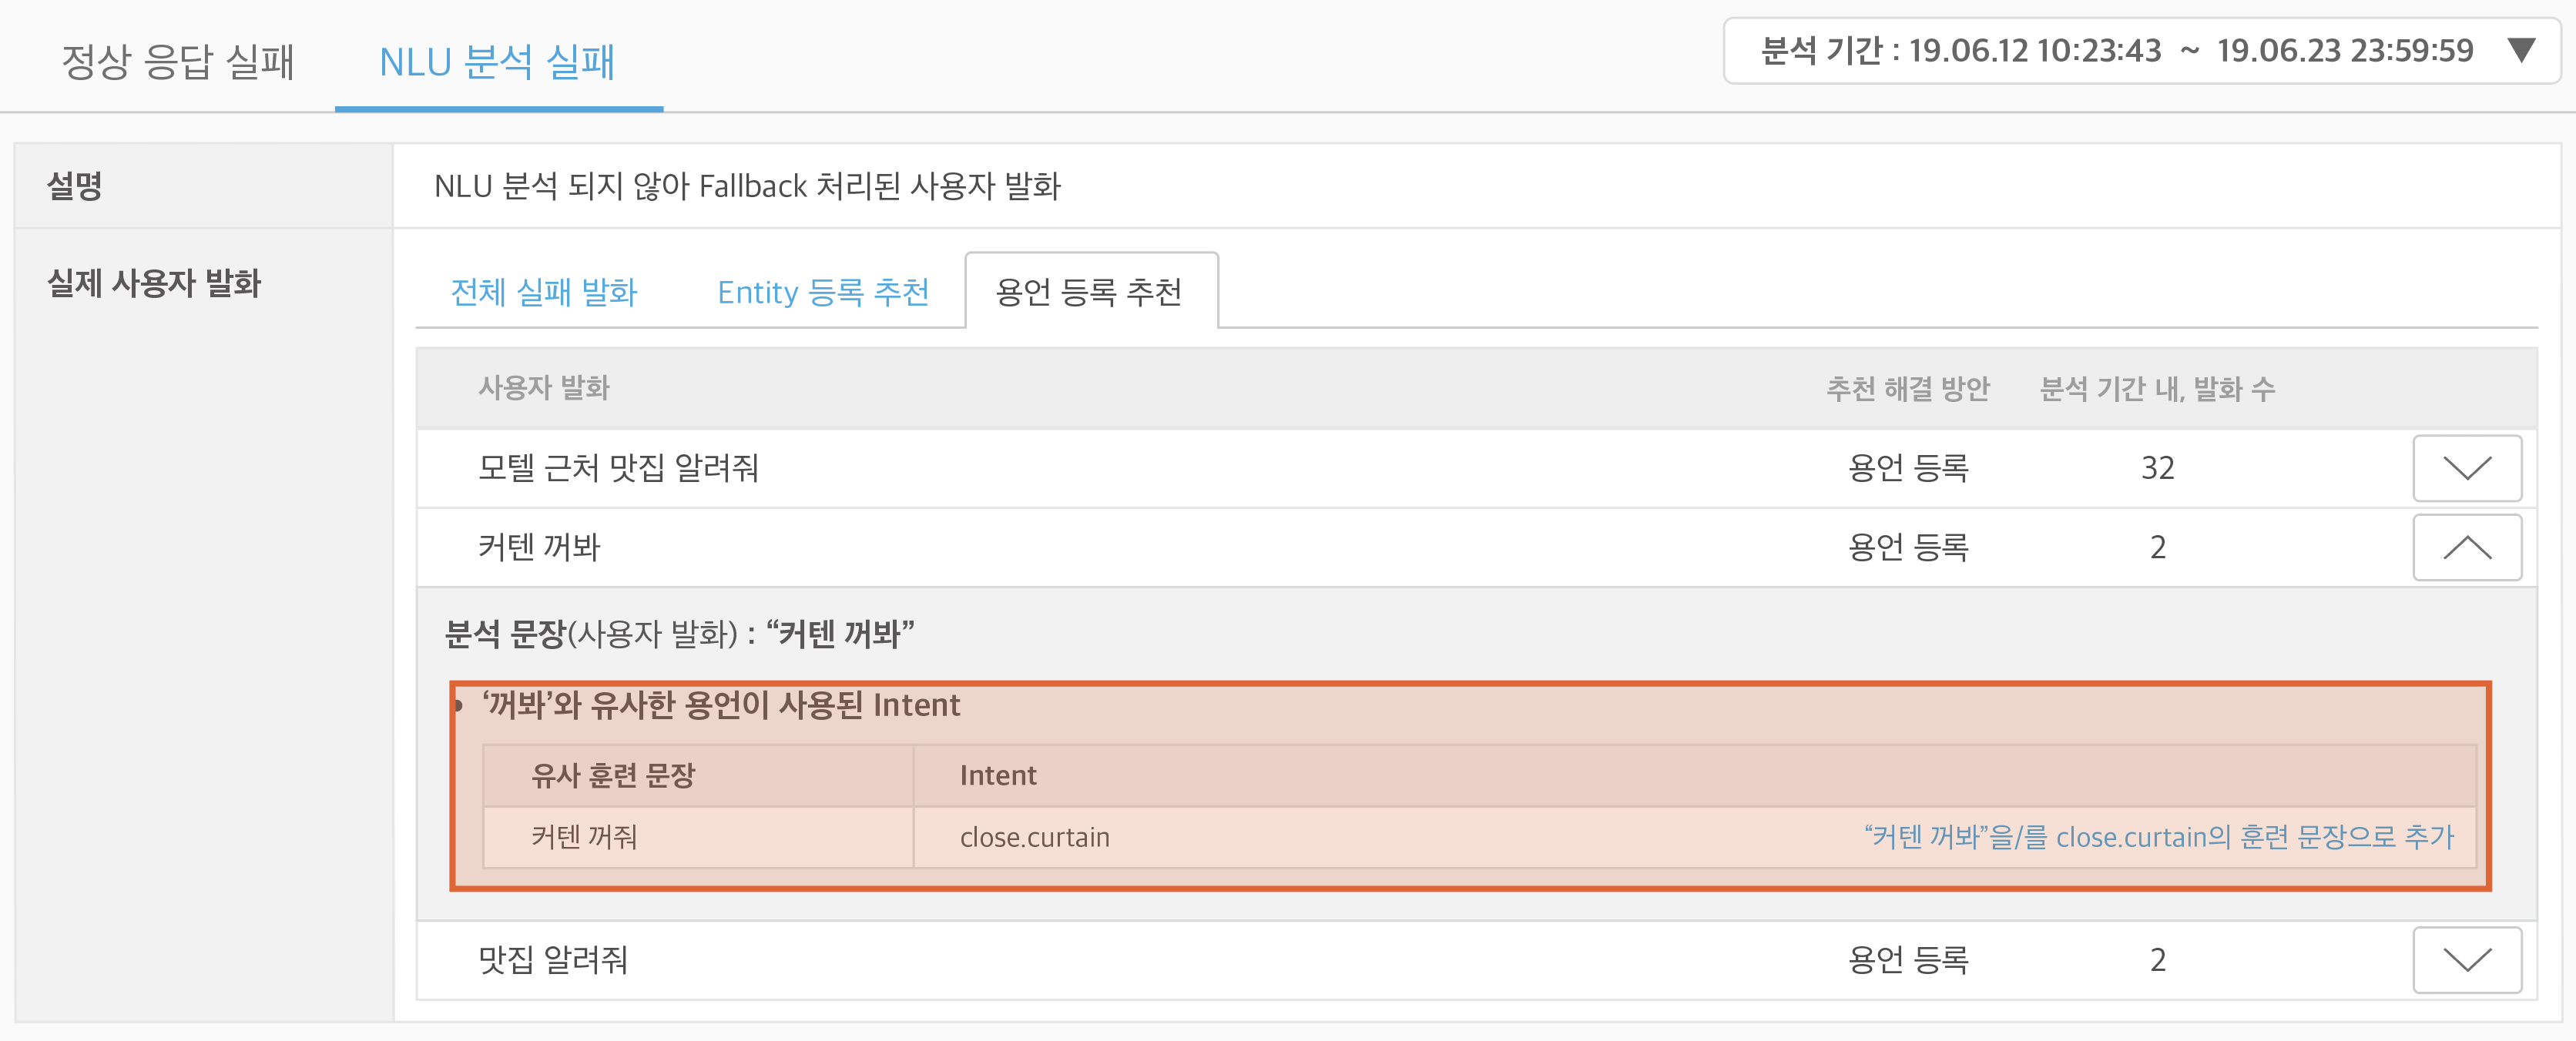 정상 응답 실패
NLU 분석 실패
분석 기간 : 19.06.12 10:23:43 ~ 19.06.23 23:59:59 ▼
설명
NLU 분석 되지 않아 Fallback 처리된 사용자 발화
실제 사용자 발화
전체 실패 발화
Entity 등록 추천
용언 등록 추천
사용자 발화
추천 해결 방안
분석 기간 내, 발화 수
모텔 근처 맛집 알려줘
용언 등록
32
커텐 꺼봐
용언 등록
2
분석 문장(사용자 발화) : “커텐 꺼봐”
• ‘꺼봐’와 유사한 용언이 사용된 Intent
유사 훈련 문장
Intent
커텐 꺼줘
close.curtain
“커텐 꺼봐”을/를 close.curtain의 훈련 문장으로 추가
맛집 알려줘
용언 등록
2